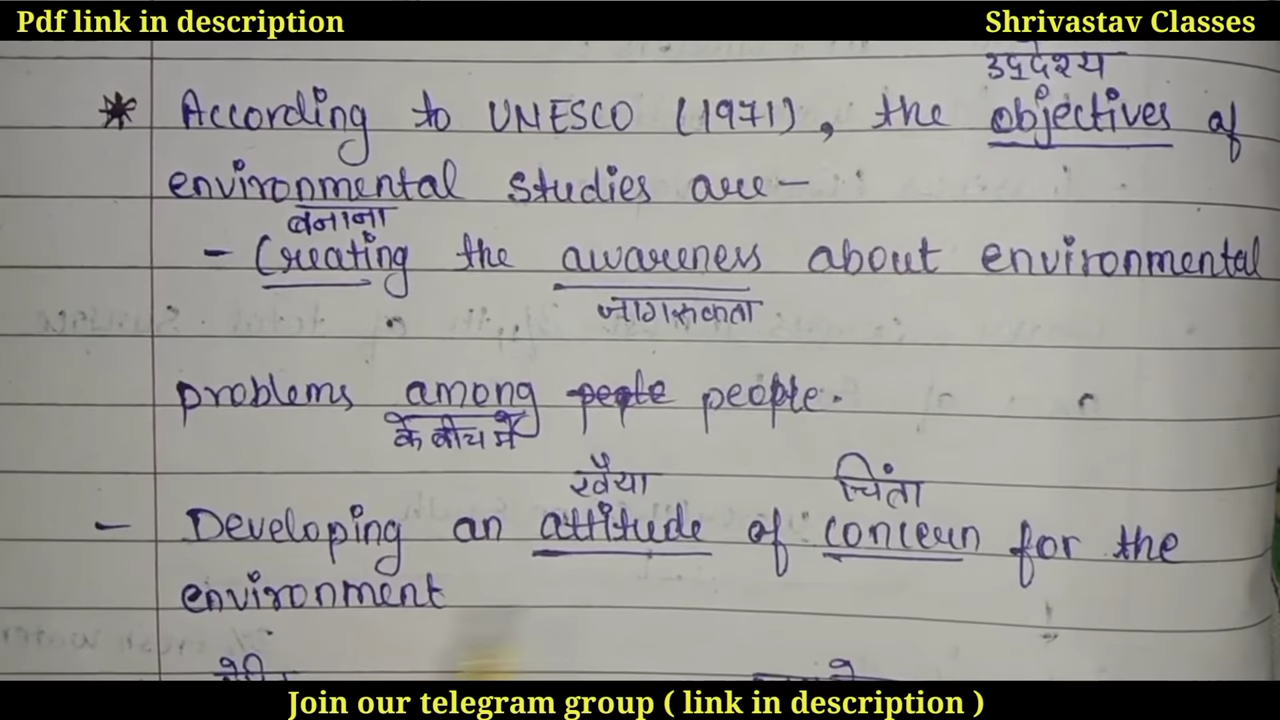 Pdf link in description
Shrivastav Classes
उद्देश्य
* According to UNESCO (1971), the objectives of
environmental studies are-
बनाना
- Creating the awareness about environmental
जागरुकता
problems among people.
के बीच में
रवैया चिंता
- Developing an attitude of concern for the
environment
Join our telegram group ( link in description )